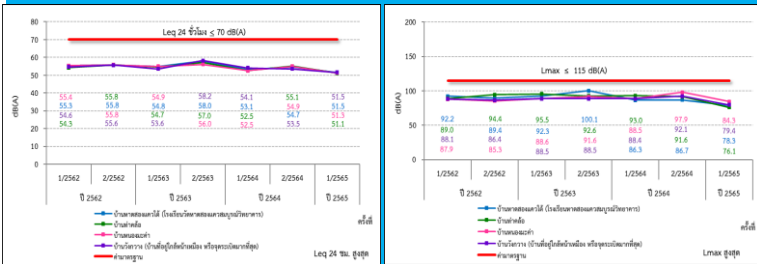 Leq 24 ชั่วโมง ≤ 70 dB(A)
80
70
60
50
40
30
20
10
0
dB(A)
55.4 55.8 54.9 58.2 54.1 55.1 51.5
55.3 55.8 54.8 58.0 53.1 54.9 51.5
54.6 55.8 54.7 57.0 52.5 54.7 51.3
54.3 55.6 53.6 56.0 52.5 53.5 51.1
1/2562 2/2562 1/2563 2/2563 1/2564 2/2564 1/2565
ปี 2562 ปี 2563 ปี 2564 ปี 2565
ครั้งที่
บ้านหาดสองแควใต้ (โรงเรียนวัดหาดสองแควสมบูรณ์วิทยาคาร)
บ้านท่าคล้อ
บ้านหนองมะค่า
บ้านวังกวาง (บ้านที่อยู่ใกล้หน้าเหมือง หรือจุดระเบิดมากที่สุด)
ค่ามาตรฐาน
Leq 24 ชม. สูงสุด
Lmax ≤ 115 dB(A)
200
150
100
50
0
dB(A)
92.2 94.4 95.5 100.1 93.0 97.9 84.3
89.0 89.4 92.3 92.6 88.5 92.1 79.4
88.1 86.4 88.6 91.6 88.4 91.6 78.3
87.9 85.3 88.5 88.5 86.3 86.7 76.1
1/2562 2/2562 1/2563 2/2563 1/2564 2/2564 1/2565
ปี 2562 ปี 2563 ปี 2564 ปี 2565
ครั้งที่
บ้านหาดสองแควใต้ (โรงเรียนหาดสองแควสมบูรณ์วิทยาคาร)
บ้านท่าคล้อ
บ้านหนองมะค่า
บ้านวังกวาง (บ้านที่อยู่ใกล้หน้าเหมือง หรือจุดระเบิดมากที่สุด)
ค่ามาตรฐาน
Lmax สูงสุด